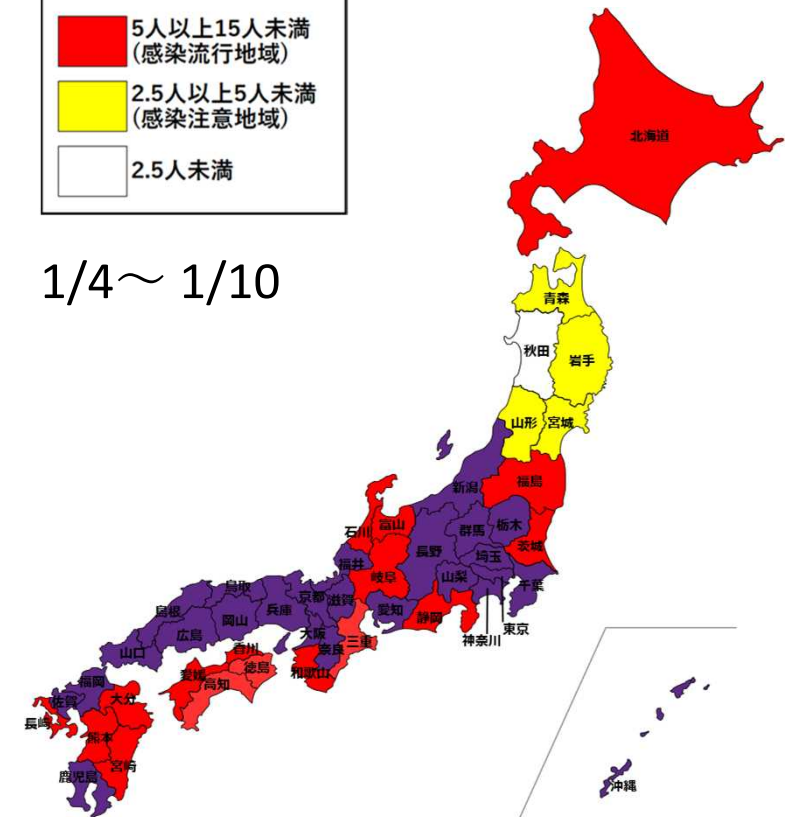 5人以上15人未満
(感染流行地域)
2.5人以上5人未満
(感染注意地域)
2.5人未満
1/4～ 1/10
北海道
青森
秋田
岩手
山形
宮城
新潟
福島
石川
富山
群馬
栃木
長野
茨城
福井
埼玉
岐阜
山梨
千葉
鳥取
京都
滋賀
島根
岡山
兵庫
愛知
静岡
東京
神奈川
広島
大阪
三重
山口
香川
奈良
徳島
愛媛
和歌山
高知
福岡
佐賀
大分
長崎
熊本
宮崎
鹿児島
沖縄